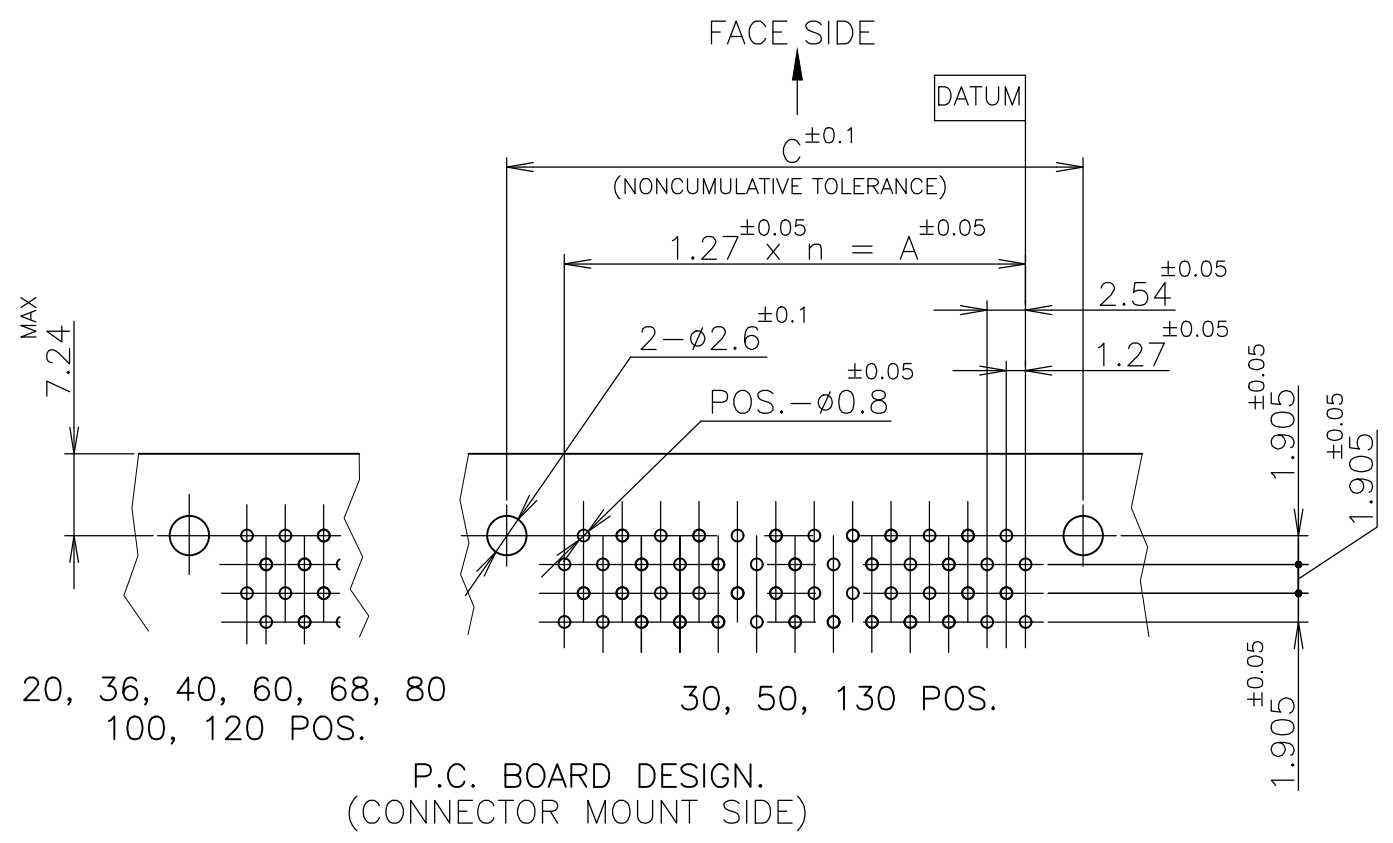 FACE SIDE
DATUM
C±0.1
(NONCUMULATIVE TOLERANCE)
1.27±0.05 x n = A±0.05
2.54±0.05
1.27±0.05
2-ø2.6±0.1
POS.-ø0.8±0.05
7.24 MAX
1.905±0.05
1.905±0.05
1.905±0.05
20, 36, 40, 60, 68, 80
100, 120 POS.
30, 50, 130 POS.
P.C. BOARD DESIGN.
(CONNECTOR MOUNT SIDE)